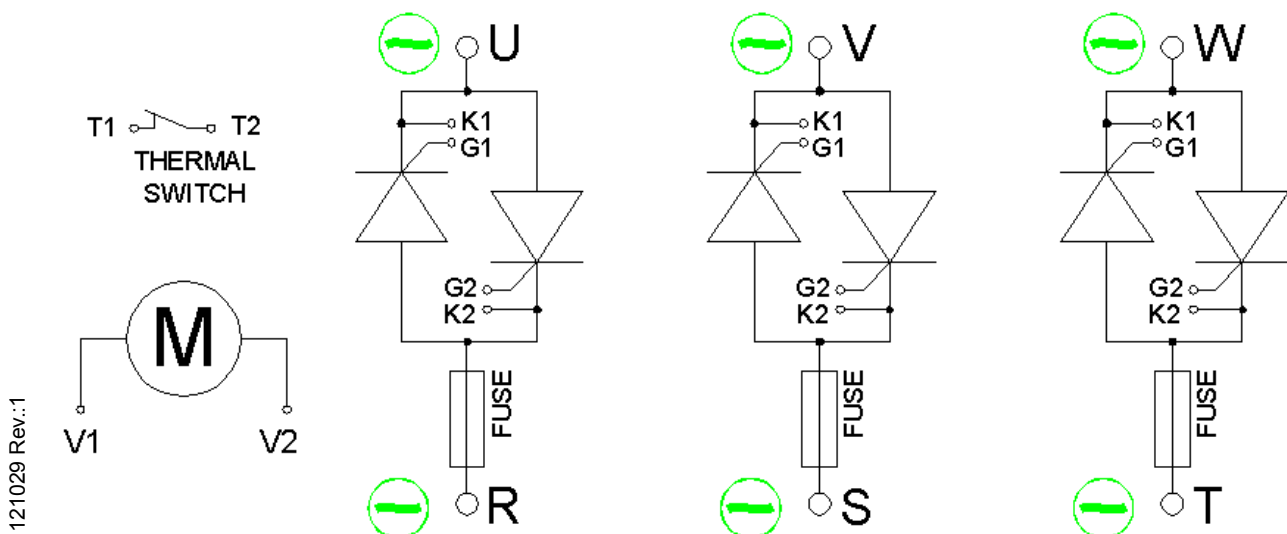 U
V
W
T1 T2
THERMAL
SWITCH
K1
G1
G2
K2
K1
G1
G2
K2
K1
G1
G2
K2
M
V1 V2
FUSE
FUSE
FUSE
R
S
T
121029 Rev.:1